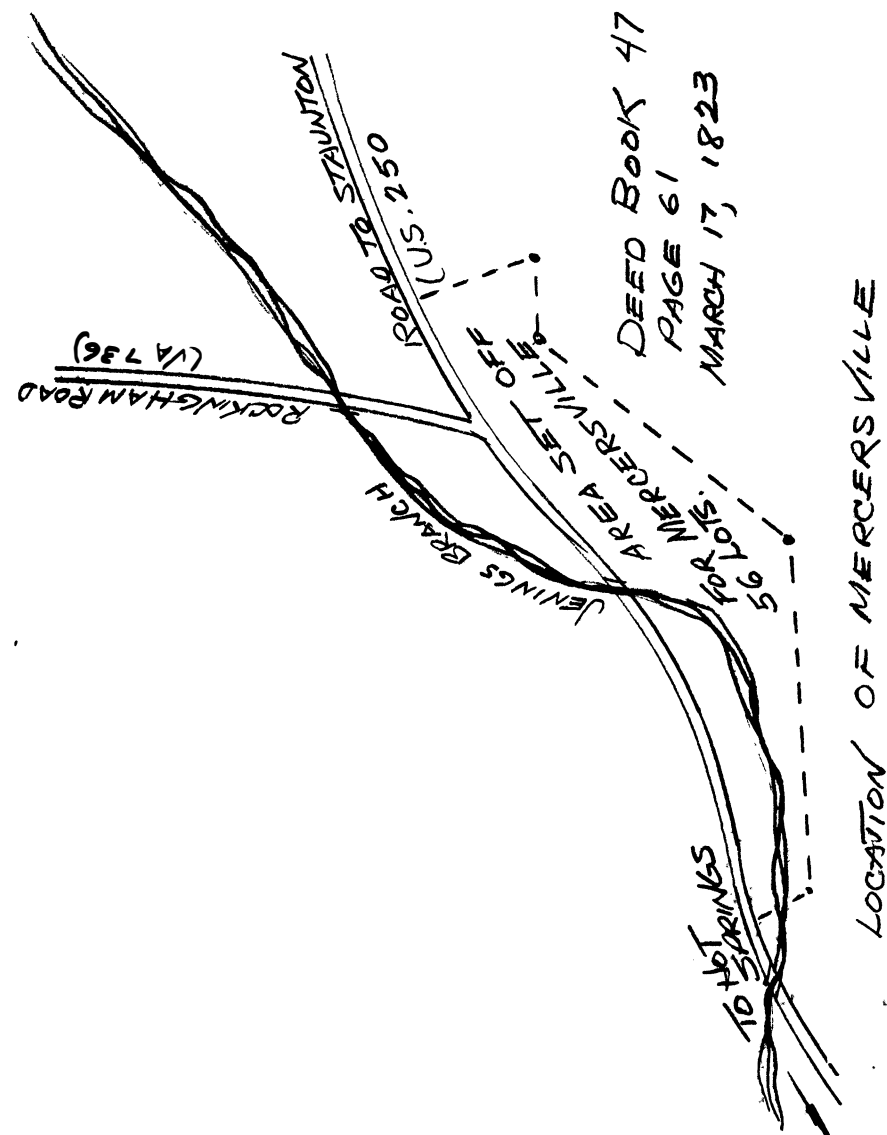 ROAD TO STAUNTON
(U.S. 250
(VA 736)
ROCKINGHAM ROAD
JENINGS BRANCH
AREA SET OFF
FOR MERCERSVILLE
56 LOTS.
TO HOT
SPRINGS
DEED BOOK 47
PAGE 61
MARCH 17, 1823
LOCATION OF MERCERSVILLE